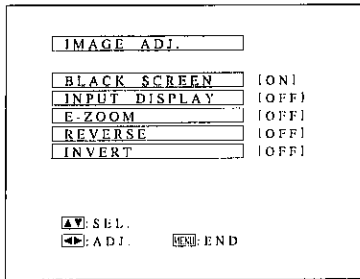 IMAGE ADJ.
BLACK SCREEN [ON]
INPUT DISPLAY [OFF]
E-ZOOM [OFF]
REVERSE [OFF]
INVERT [OFF]
▲▼:SEL.
◀▶:ADJ. MENU:END